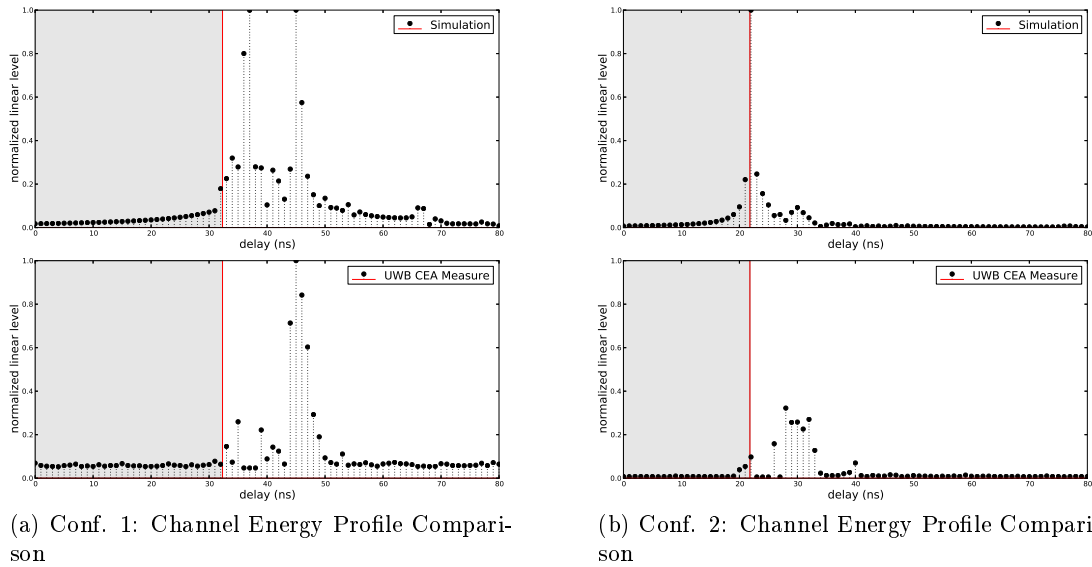 1.0
0.8
0.6
0.4
0.2
0.0
normalized linear level
0 10 20 30 40 50 60 70 80
delay (ns)
Simulation
1.0
0.8
0.6
0.4
0.2
0.0
normalized linear level
0 10 20 30 40 50 60 70 80
delay (ns)
UWB CEA Measure
(a) Conf. 1: Channel Energy Profile Compari-
son
1.0
0.8
0.6
0.4
0.2
0.0
normalized linear level
0 10 20 30 40 50 60 70 80
delay (ns)
Simulation
1.0
0.8
0.6
0.4
0.2
0.0
normalized linear level
0 10 20 30 40 50 60 70 80
delay (ns)
UWB CEA Measure
(b) Conf. 2: Channel Energy Profile Compari
son